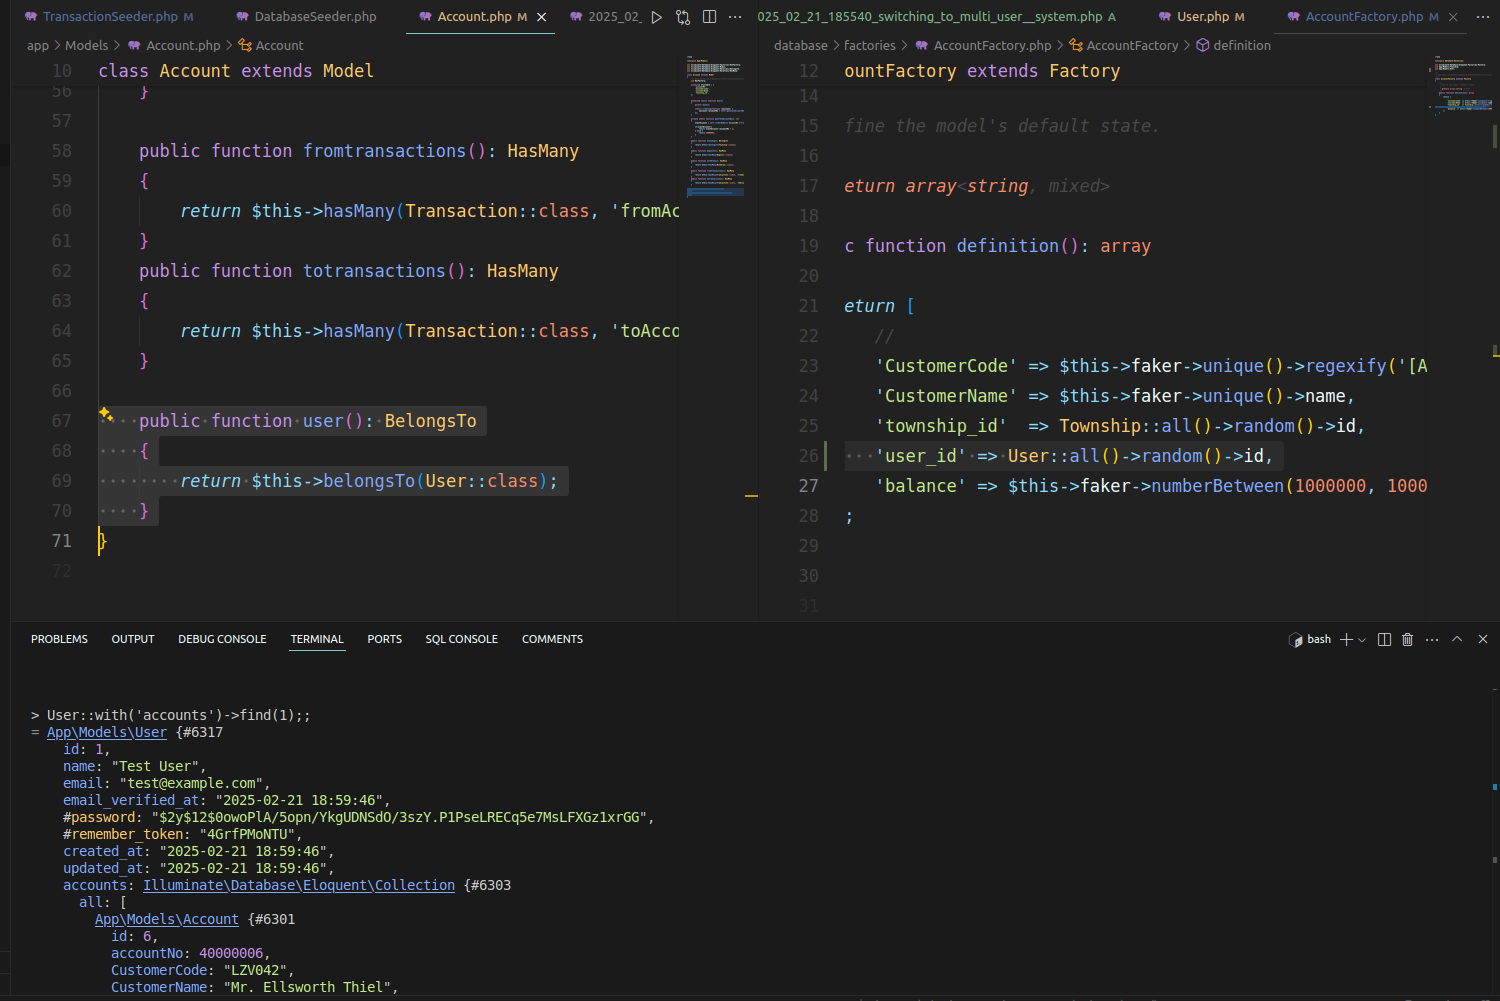 TransactionSeeder.php M
DatabaseSeeder.php
Account.php M
2025_02_
app > Models > Account.php > Account
10 class Account extends Model
56 }
57
58 public function fromtransactions(): HasMany
59 {
60 return $this->hasMany(Transaction::class, 'fromAc
61 }
62 public function totransactions(): HasMany
63 {
64 return $this->hasMany(Transaction::class, 'toAcco
65 }
66
67 public function user(): BelongsTo
68 {
69 return $this->belongsTo(User::class);
70 }
71 }
72
025_02_21_185540_switching_to_multi_user__system.php A
User.php M
AccountFactory.php M
database > factories > AccountFactory.php > AccountFactory > definition
12 ountFactory extends Factory
14
15 fine the model's default state.
16
17 eturn array<string, mixed>
18
19 c function definition(): array
20
21 eturn [
22 //
23 'CustomerCode' => $this->faker->unique()->regexify('[A
24 'CustomerName' => $this->faker->unique()->name,
25 'township_id' => Township::all()->random()->id,
26 'user_id' => User::all()->random()->id,
27 'balance' => $this->faker->numberBetween(1000000, 1000
28 ;
29
30
31
PROBLEMS OUTPUT DEBUG CONSOLE TERMINAL PORTS SQL CONSOLE COMMENTS
bash
> User::with('accounts')->find(1);;
= App\Models\User {#6317
id: 1,
name: "Test User",
email: "test@example.com",
email_verified_at: "2025-02-21 18:59:46",
#password: "$2y$12$0owoPlA/5opn/YkgUDNSdO/3szY.P1PseLRECq5e7MsLFXGz1xrGG",
#remember_token: "4GrfPMoNTU",
created_at: "2025-02-21 18:59:46",
updated_at: "2025-02-21 18:59:46",
accounts: Illuminate\Database\Eloquent\Collection {#6303
all: [
App\Models\Account {#6301
id: 6,
accountNo: 40000006,
CustomerCode: "LZV042",
CustomerName: "Mr. Ellsworth Thiel",